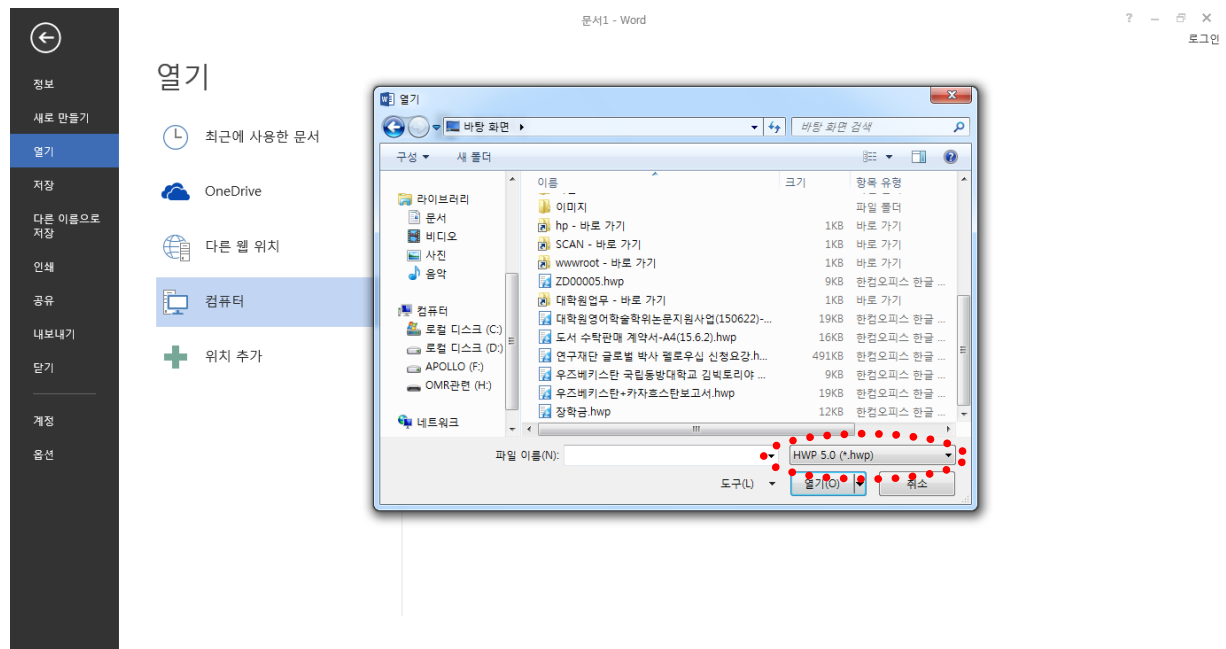 문서1 - Word
?
로그인
정보
새로 만들기
열기
저장
다른 이름으로
저장
인쇄
공유
내보내기
닫기
계정
옵션
열기
최근에 사용한 문서
OneDrive
다른 웹 위치
컴퓨터
위치 추가
열기
바탕 화면
바탕 화면 검색
구성
새 폴더
라이브러리
문서
비디오
사진
음악
컴퓨터
로컬 디스크 (C:)
로컬 디스크 (D:)
APOLLO (F:)
OMR관련 (H:)
네트워크
이름 크기 항목 유형
이미지 파일 폴더
hp - 바로 가기 1KB 바로 가기
SCAN - 바로 가기 1KB 바로 가기
wwwroot - 바로 가기 1KB 바로 가기
ZD00005.hwp 9KB 한컴오피스 한글 ...
대학원업무 - 바로 가기 1KB 바로 가기
대학원영어학술학위논문지원사업(150622)-... 19KB 한컴오피스 한글 ...
도서 수탁판매 계약서-A4(15.6.2).hwp 16KB 한컴오피스 한글 ...
연구재단 글로벌 박사 펠로우십 신청요강.h... 491KB 한컴오피스 한글 ...
우즈베키스탄 국립동방대학교 김빅토리야 ... 9KB 한컴오피스 한글 ...
우즈베키스탄+카자흐스탄보고서.hwp 19KB 한컴오피스 한글 ...
장학금.hwp 12KB 한컴오피스 한글 ...
파일 이름(N):
HWP 5.0 (*.hwp)
도구(L)
열기(O)
취소